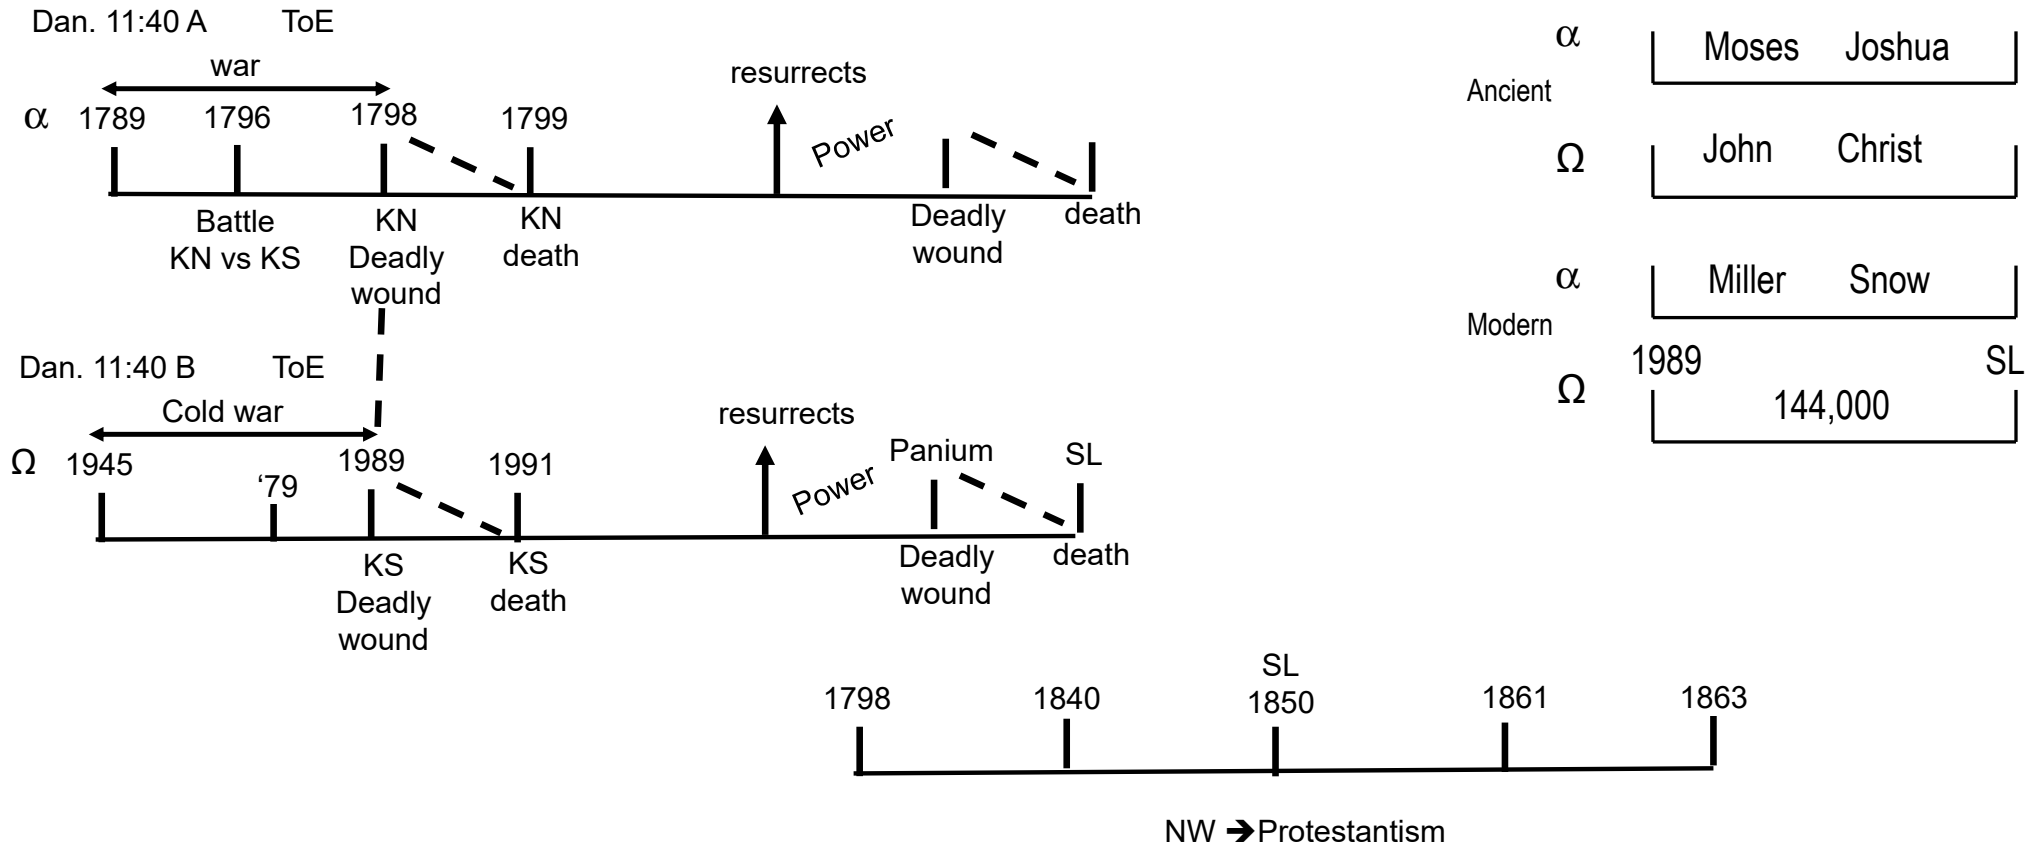 Dan. 11:40 A ToE
war
α 1789 1796 1798 1799
resurrects
Power
Battle
KN vs KS
KN
Deadly
wound
KN
death
Deadly
wound
death
Dan. 11:40 B ToE
Cold war
Ω 1945 ‘79 1989 1991
resurrects
Power
Panium
SL
KS
Deadly
wound
KS
death
Deadly
wound
death
α Moses Joshua
Ancient
Ω John Christ
α Miller Snow
Modern
1989 SL
Ω 144,000
SL
1798 1840 1850 1861 1863
NW ➔Protestantism